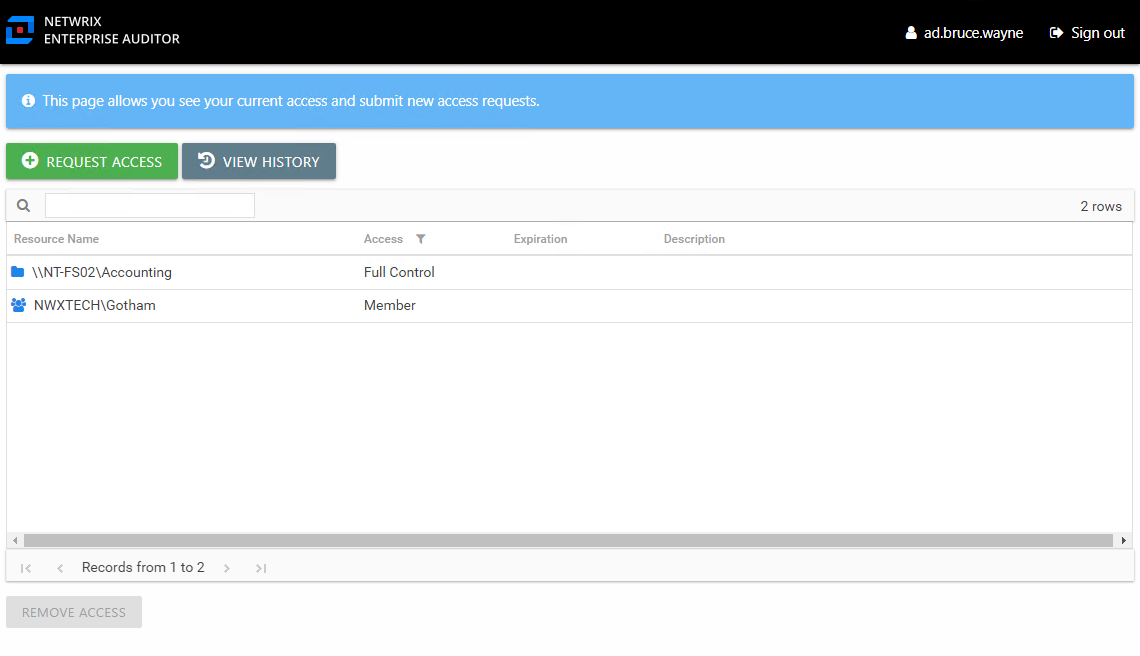 NETWRIX
ENTERPRISE AUDITOR
ad.bruce.wayne Sign out
This page allows you see your current access and submit new access requests.
REQUEST ACCESS VIEW HISTORY
2 rows
Resource Name Access Expiration Description
\\NT-FS02\Accounting Full Control
NWXTECH\Gotham Member
Records from 1 to 2
REMOVE ACCESS